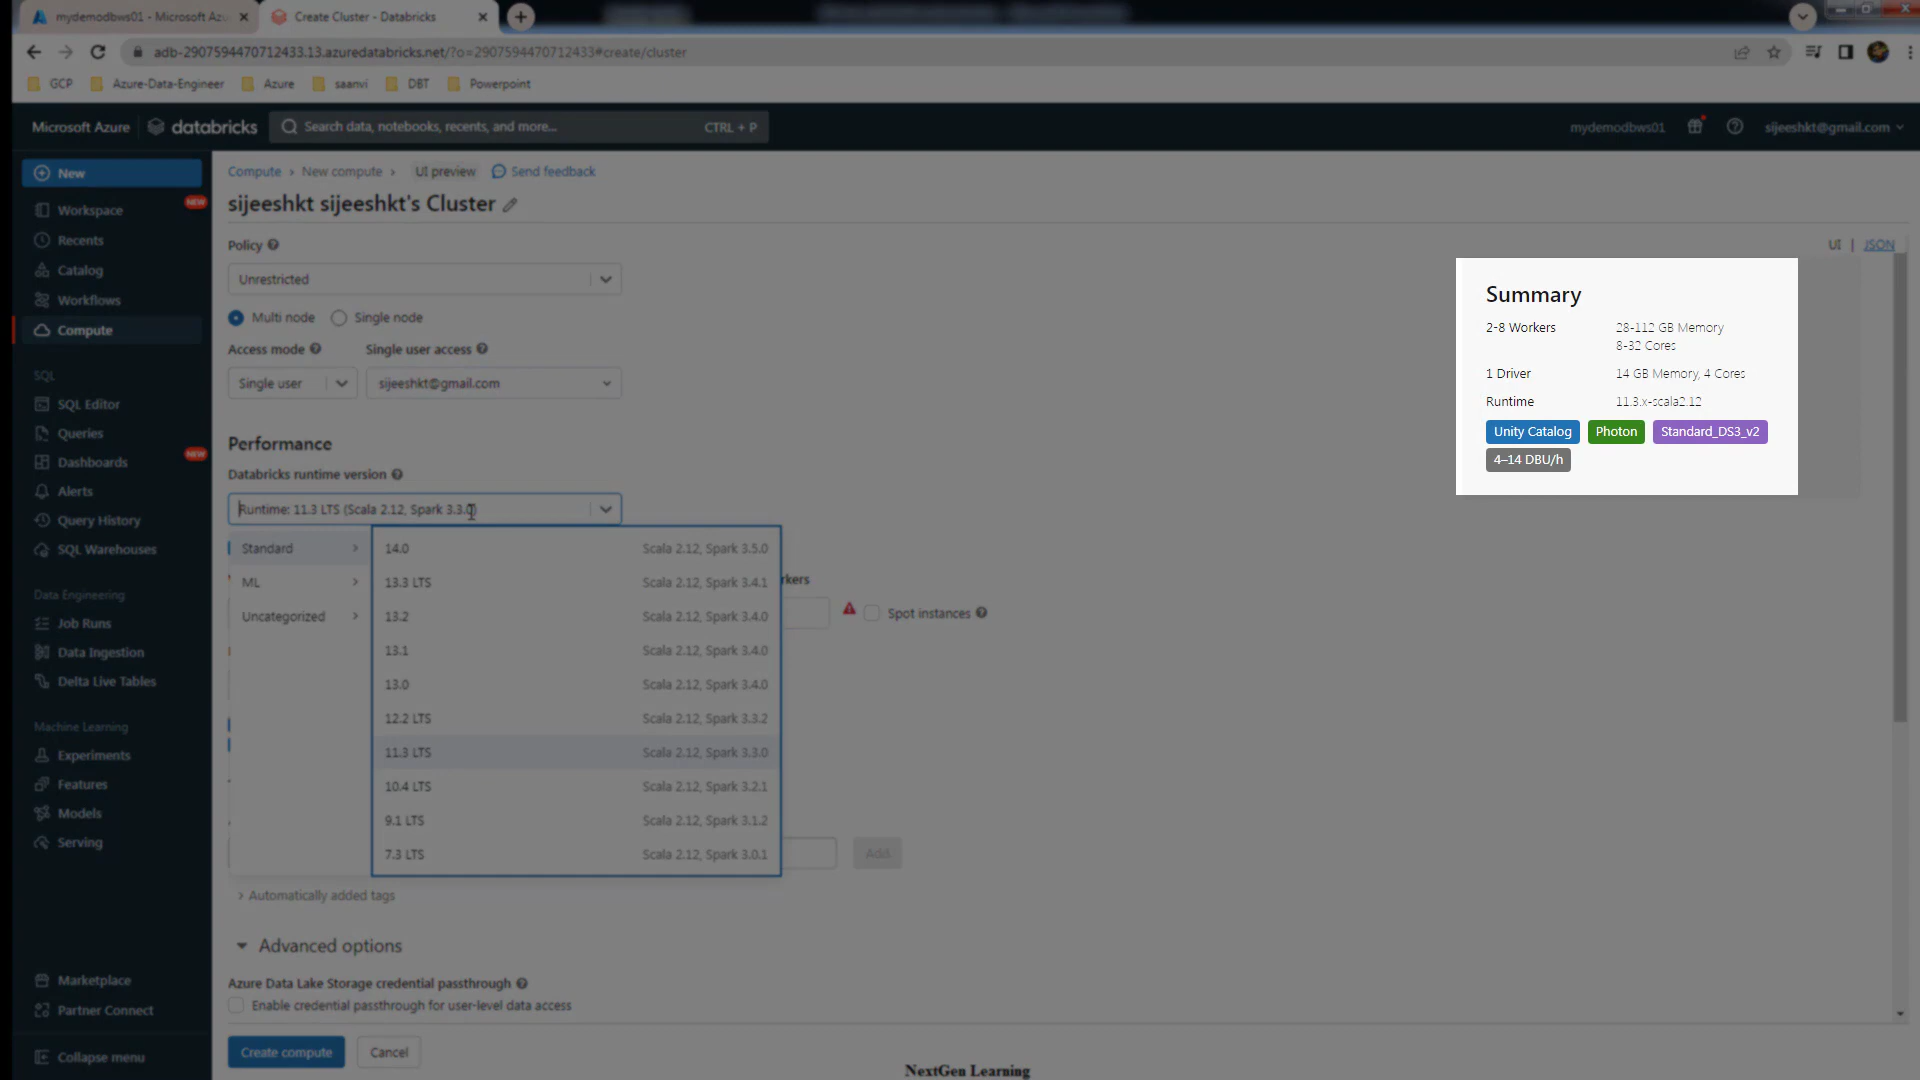 mydemodbws01 - Microsoft Azu
Create Cluster - Databricks
adb-2907594470712433.13.azuredatabricks.net/?o=2907594470712433#create/cluster
GCP
Azure-Data-Engineer
Azure
saanvi
DBT
Powerpoint
Microsoft Azure
databricks
Search data, notebooks, recents, and more...
CTRL + P
mydemodbws01
sijeeshkt@gmail.com
New
Workspace
NEW
Recents
Catalog
Workflows
Compute
SQL
SQL Editor
Queries
Dashboards
NEW
Alerts
Query History
SQL Warehouses
Data Engineering
Job Runs
Data Ingestion
Delta Live Tables
Machine Learning
Experiments
Features
Models
Serving
Marketplace
Partner Connect
Collapse menu
Compute › New compute › UI preview Send feedback
sijeeshkt sijeeshkt's Cluster
UI | JSON
Policy
Unrestricted
Multi node
Single node
Access mode
Single user access
Single user
sijeeshkt@gmail.com
Performance
Databricks runtime version
Runtime: 11.3 LTS (Scala 2.12, Spark 3.3.0)
Standard
ML
Uncategorized
14.0 Scala 2.12, Spark 3.5.0
13.3 LTS Scala 2.12, Spark 3.4.1
13.2 Scala 2.12, Spark 3.4.0
13.1 Scala 2.12, Spark 3.4.0
13.0 Scala 2.12, Spark 3.4.0
12.2 LTS Scala 2.12, Spark 3.3.2
11.3 LTS Scala 2.12, Spark 3.3.0
10.4 LTS Scala 2.12, Spark 3.2.1
9.1 LTS Scala 2.12, Spark 3.1.2
7.3 LTS Scala 2.12, Spark 3.0.1
rkers
Spot instances
Add
Automatically added tags
Advanced options
Azure Data Lake Storage credential passthrough
Enable credential passthrough for user-level data access
Create compute
Cancel
Summary
2-8 Workers
28-112 GB Memory
8-32 Cores
1 Driver
14 GB Memory, 4 Cores
Runtime
11.3.x-scala2.12
Unity Catalog
Photon
Standard_DS3_v2
4–14 DBU/h
NextGen Learning